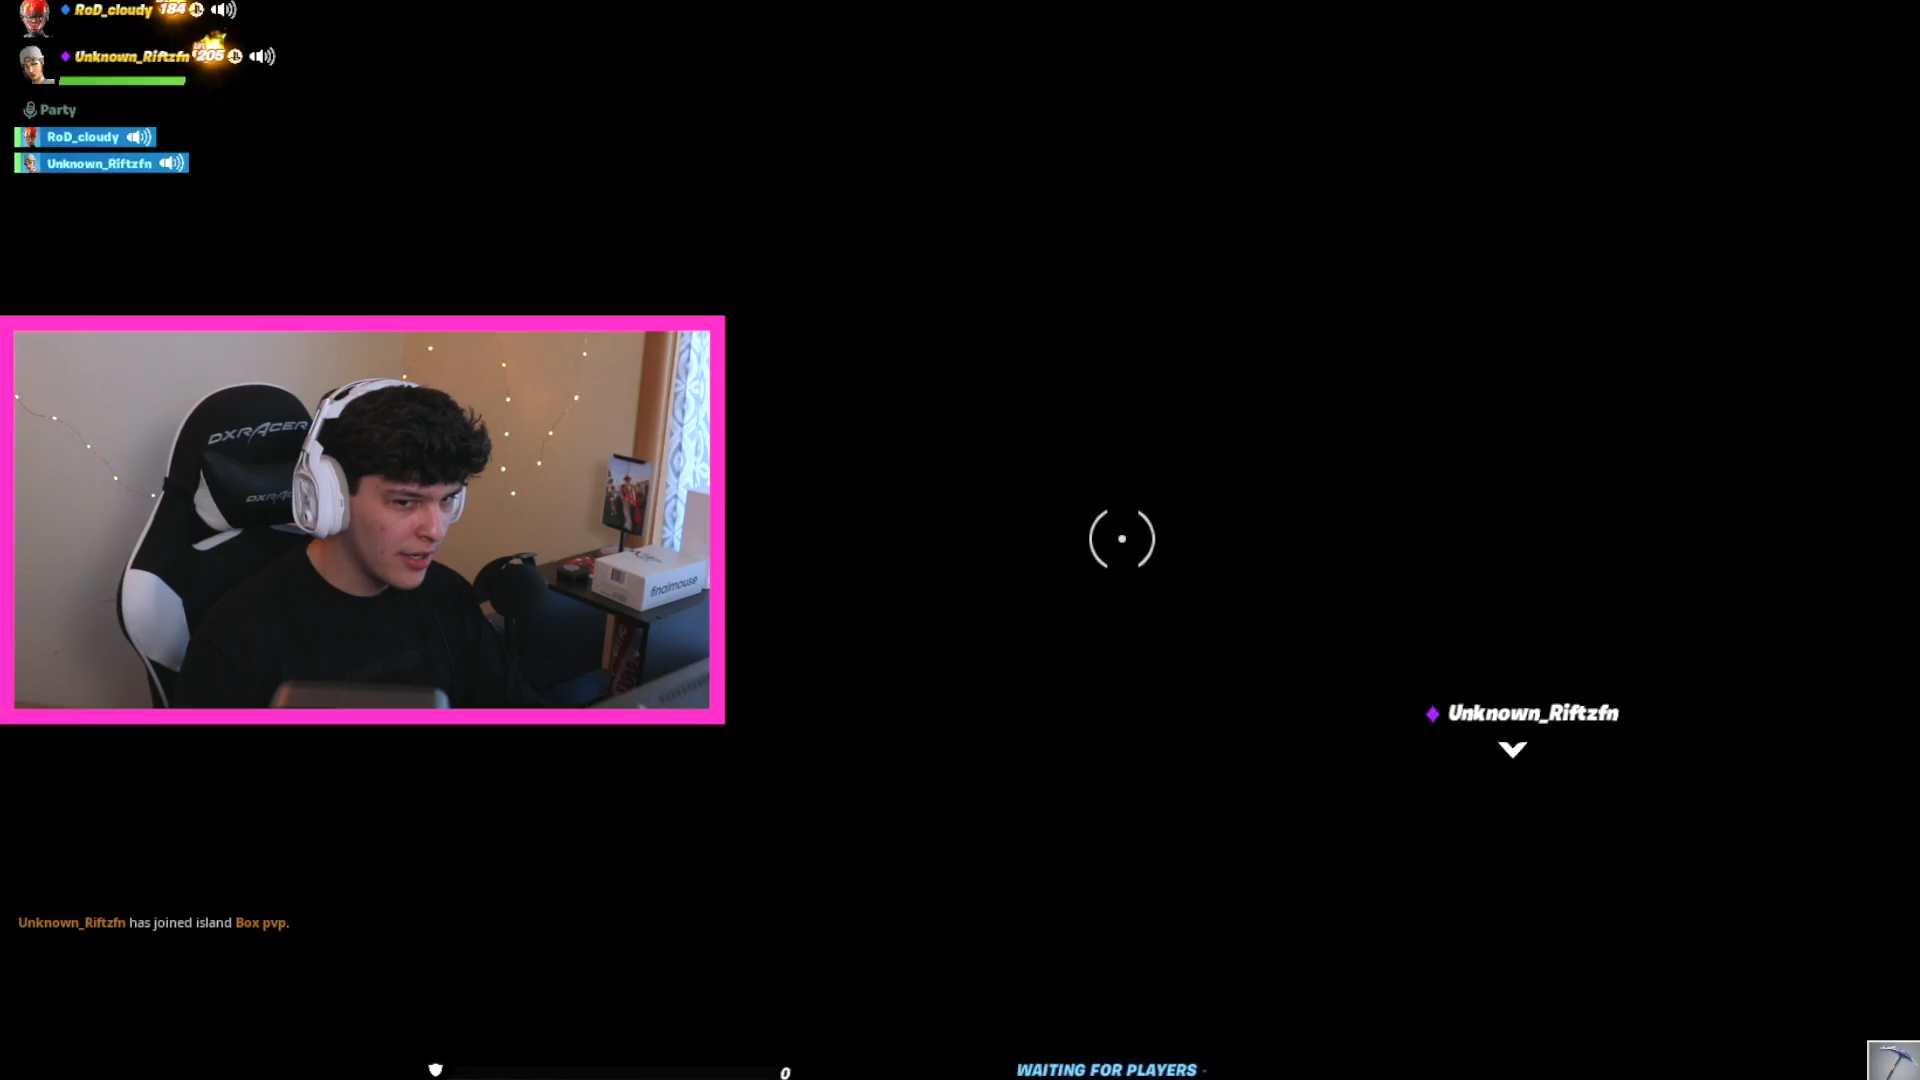 RoD_cloudy 184
Unknown_Riftzfn LVL 205
Party
RoD_cloudy
Unknown_Riftzfn
DXRACER
finalmouse
Unknown_Riftzfn
Unknown_Riftzfn has joined island Box pvp.
0
WAITING FOR PLAYERS -